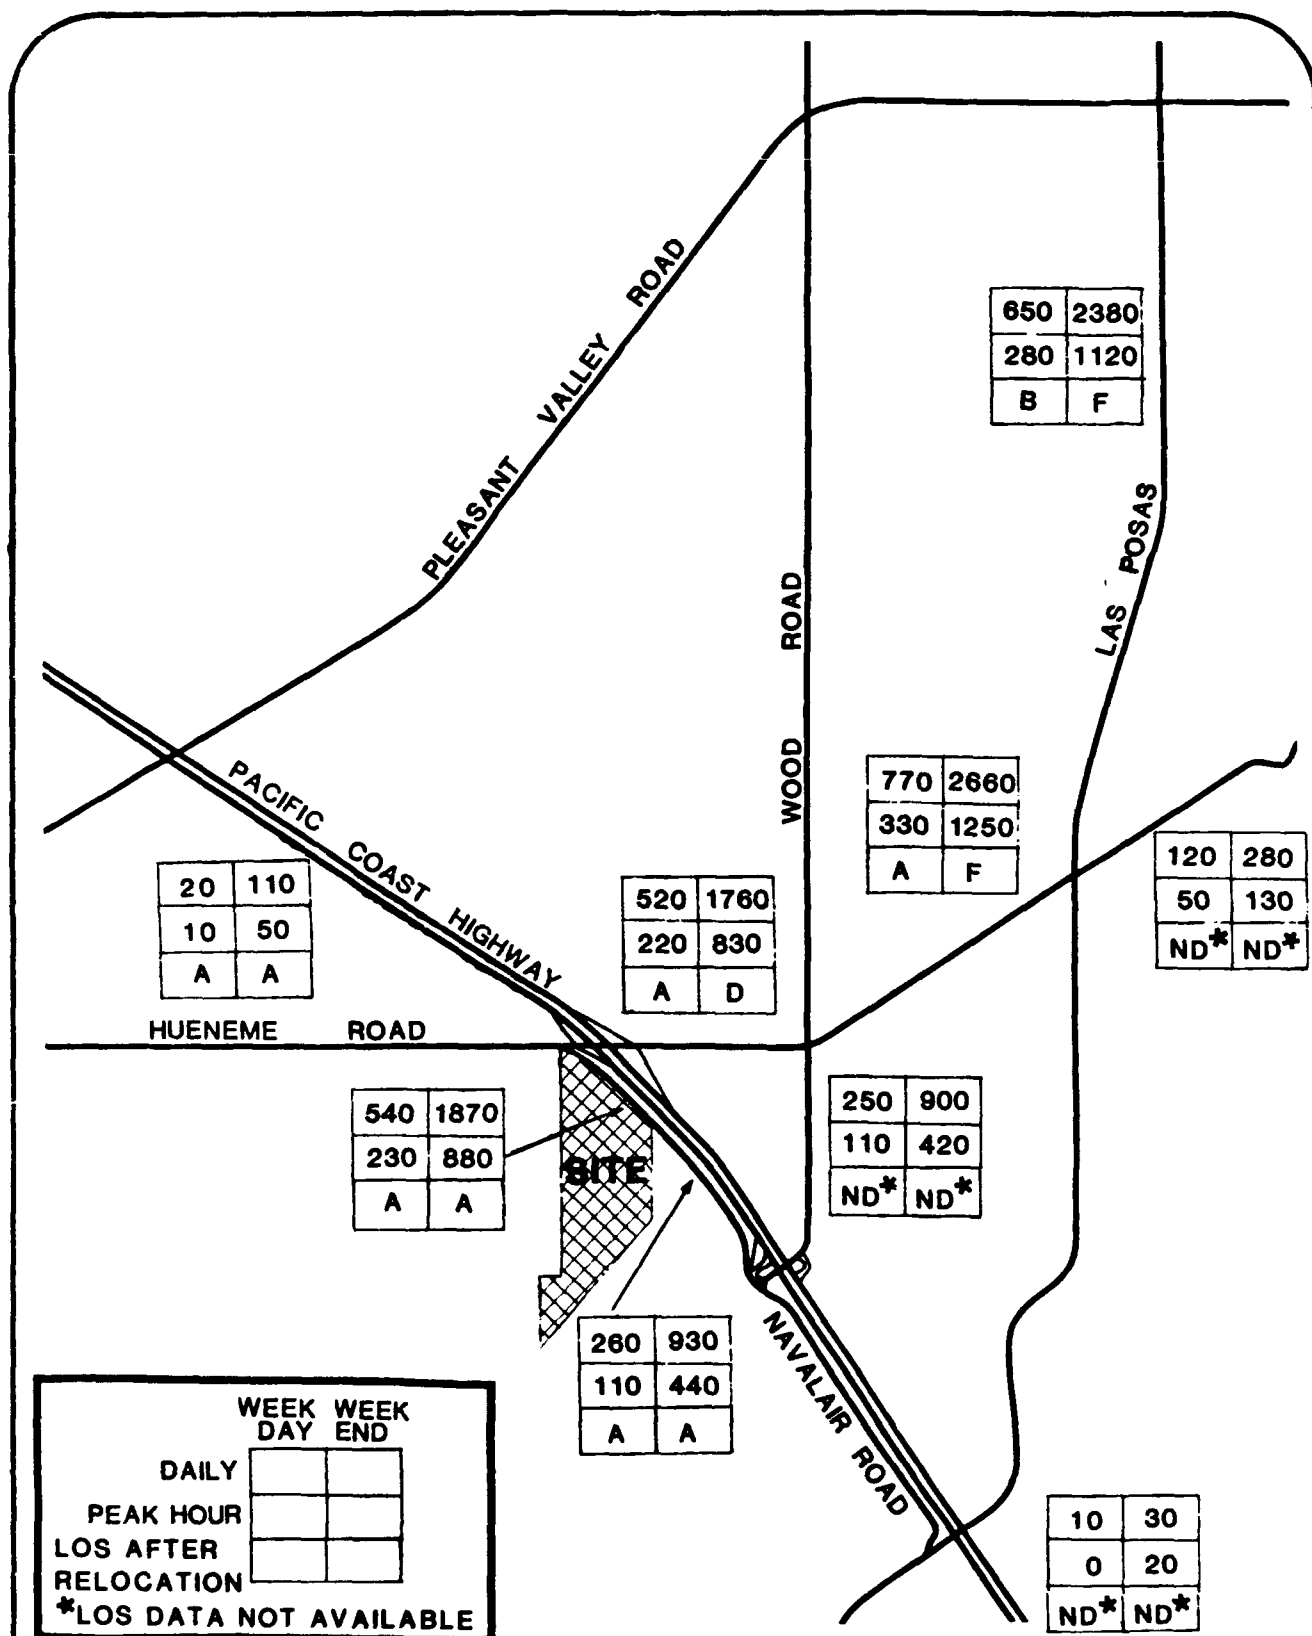 650 2380
280 1120
B F
PLEASANT VALLEY ROAD
LAS POSAS
WOOD ROAD
770 2660
330 1250
A F
PACIFIC COAST HIGHWAY
120 280
50 130
ND* ND*
20 110
10 50
A A
520 1760
220 830
A D
HUENEME ROAD
540 1870
230 880
A A
SITE
250 900
110 420
ND* ND*
260 930
110 440
A A
NAVALAIR ROAD
WEEK WEEK
DAY END
DAILY
PEAK HOUR
LOS AFTER
RELOCATION
*LOS DATA NOT AVAILABLE
10 30
0 20
ND* ND*